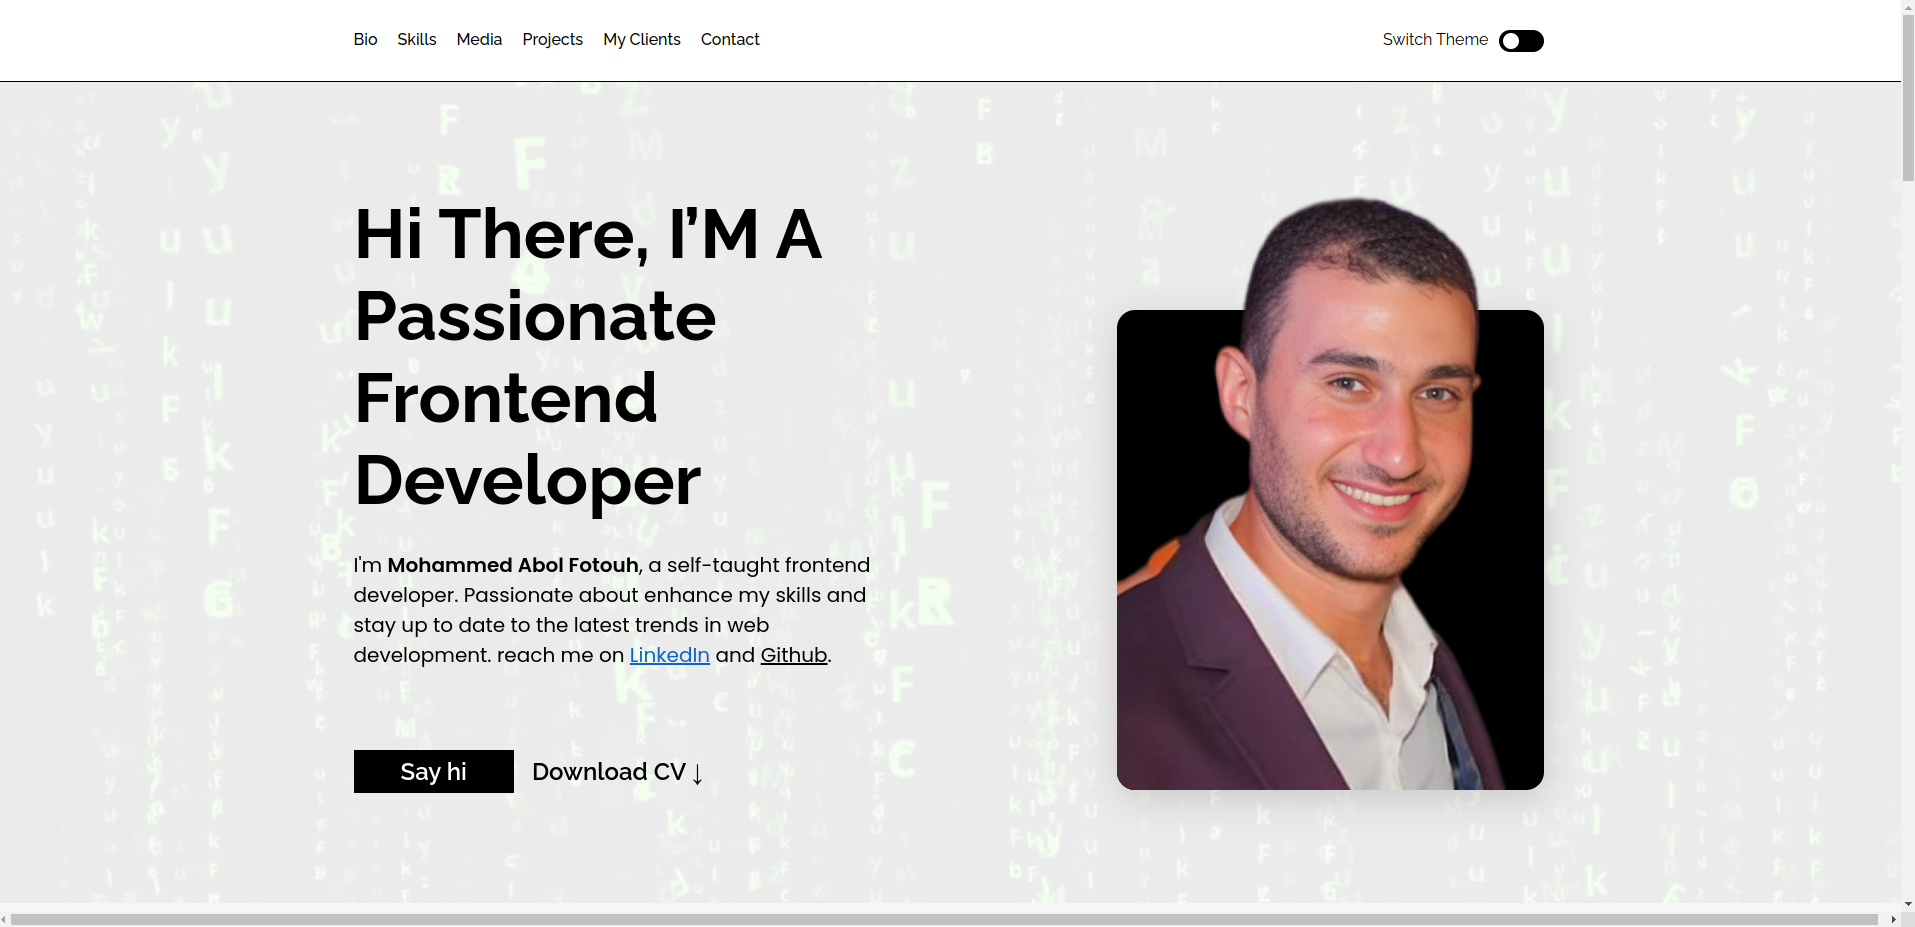 Bio Skills Media Projects My Clients Contact Switch Theme
Hi There, I’M A
Passionate
Frontend
Developer
I'm Mohammed Abol Fotouh, a self-taught frontend
developer. Passionate about enhance my skills and
stay up to date to the latest trends in web
development. reach me on LinkedIn and Github.
Say hi Download CV ↓